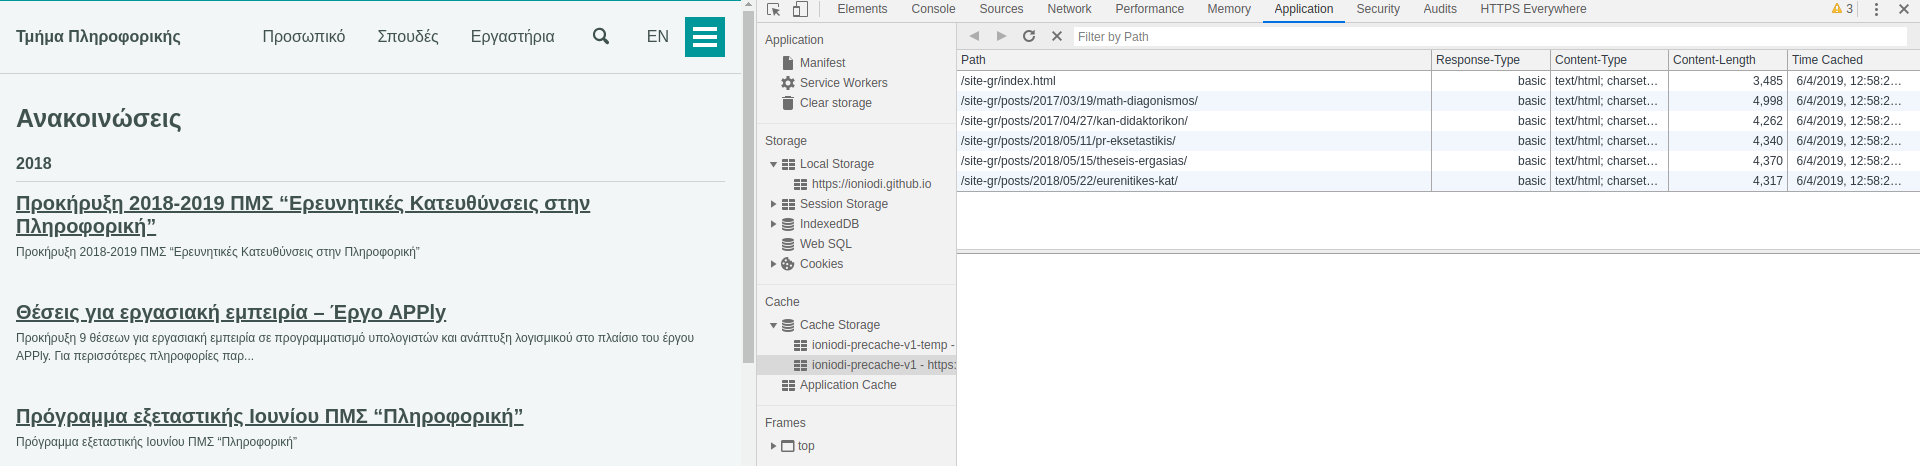 Τμήμα Πληροφορικής Προσωπικό Σπουδές Εργαστήρια EN
Ανακοινώσεις
2018
Προκήρυξη 2018-2019 ΠΜΣ “Ερευνητικές Κατευθύνσεις στην
Πληροφορική”
Προκήρυξη 2018-2019 ΠΜΣ “Ερευνητικές Κατευθύνσεις στην Πληροφορική”
Θέσεις για εργασιακή εμπειρία – Έργο APPly
Προκήρυξη 9 θέσεων για εργασιακή εμπειρία σε προγραμματισμό υπολογιστών και ανάπτυξη λογισμικού στο πλαίσιο του έργου
APPly. Για περισσότερες πληροφορίες παρ...
Πρόγραμμα εξεταστικής Ιουνίου ΠΜΣ “Πληροφορική”
Πρόγραμμα εξεταστικής Ιουνίου ΠΜΣ “Πληροφορική”
Elements Console Sources Network Performance Memory Application Security Audits HTTPS Everywhere 3
Application
Manifest
Service Workers
Clear storage
Storage
Local Storage
https://ioniodi.github.io
Session Storage
IndexedDB
Web SQL
Cookies
Cache
Cache Storage
ioniodi-precache-v1-temp -
ioniodi-precache-v1 - https:
Application Cache
Frames
top
Filter by Path
Path Response-Type Content-Type Content-Length Time Cached
/site-gr/index.html basic text/html; charset… 3,485 6/4/2019, 12:58:2…
/site-gr/posts/2017/03/19/math-diagonismos/ basic text/html; charset… 4,998 6/4/2019, 12:58:2…
/site-gr/posts/2017/04/27/kan-didaktorikon/ basic text/html; charset… 4,262 6/4/2019, 12:58:2…
/site-gr/posts/2018/05/11/pr-eksetastikis/ basic text/html; charset… 4,340 6/4/2019, 12:58:2…
/site-gr/posts/2018/05/15/theseis-ergasias/ basic text/html; charset… 4,370 6/4/2019, 12:58:2…
/site-gr/posts/2018/05/22/eurenitikes-kat/ basic text/html; charset… 4,317 6/4/2019, 12:58:2…